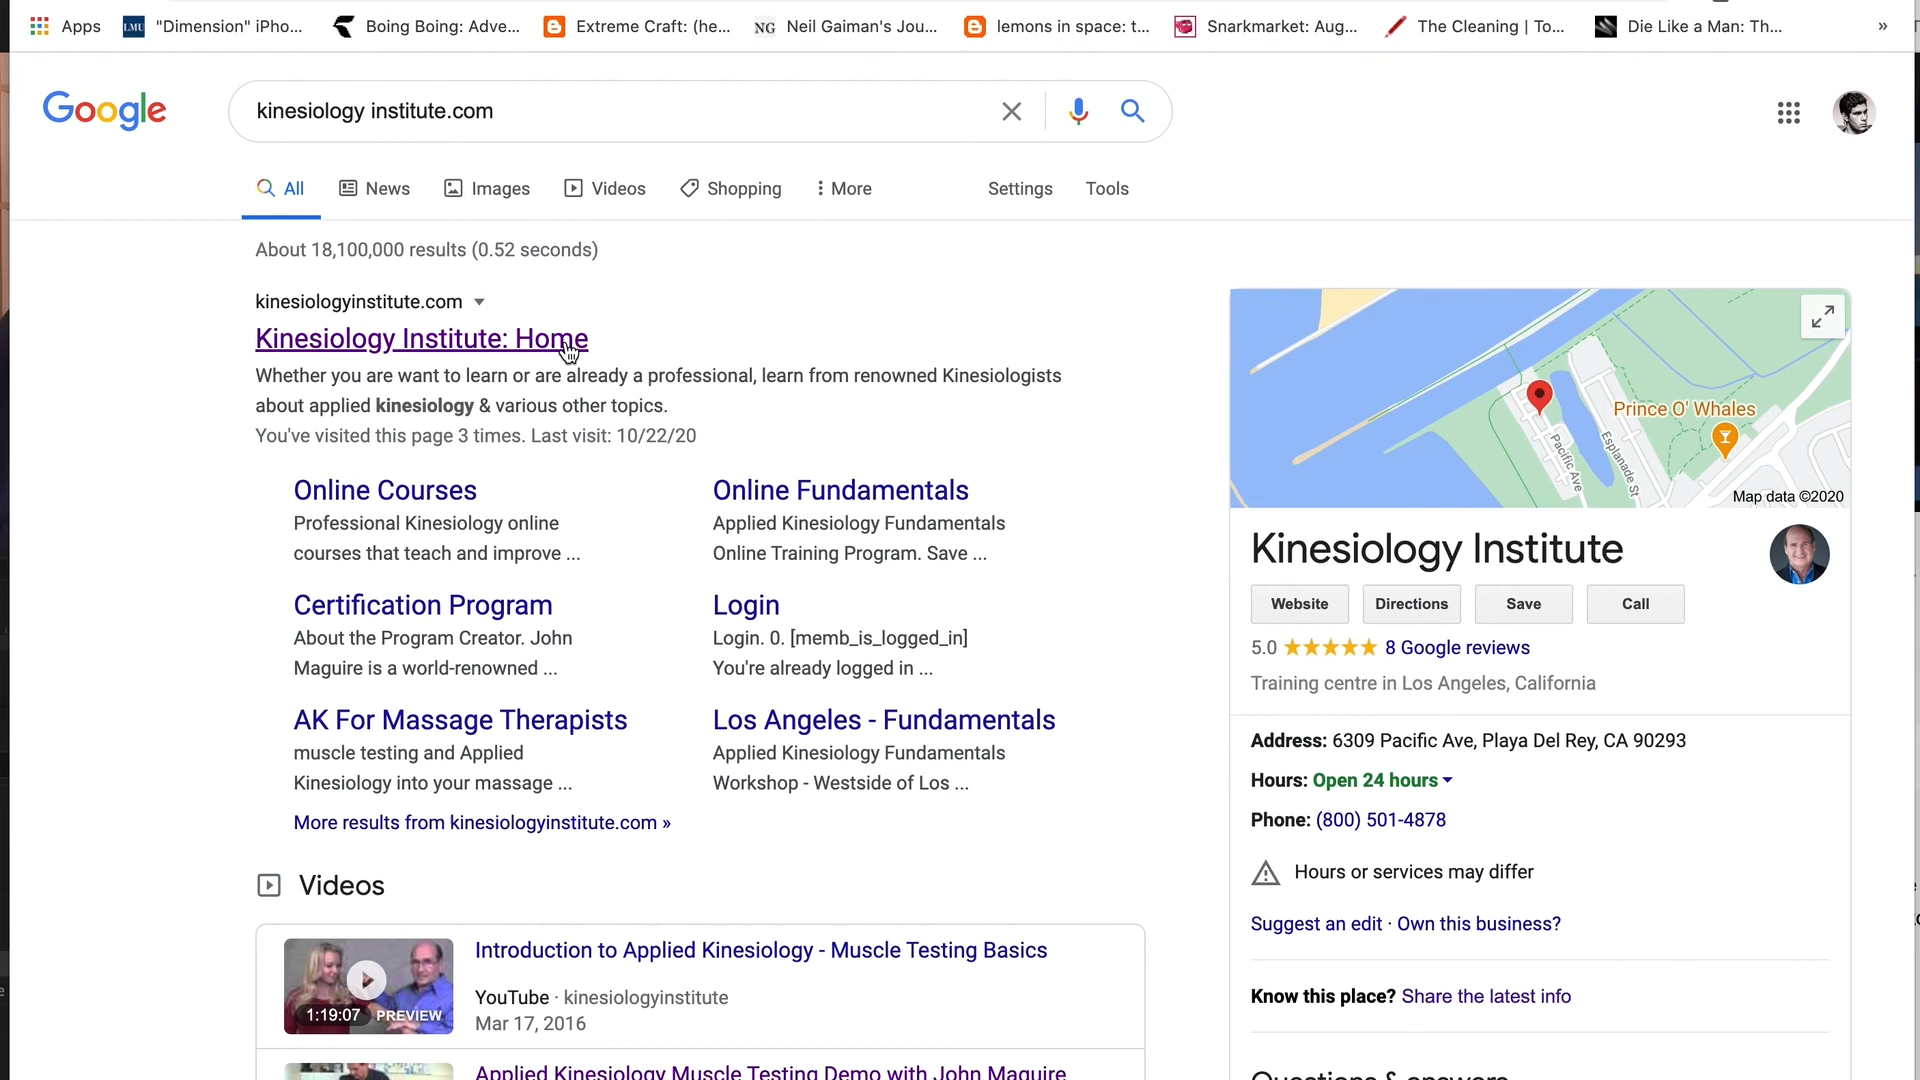 Apps
LMU
"Dimension" iPho...
Boing Boing: Adve...
Extreme Craft: (he...
NG
Neil Gaiman's Jou...
lemons in space: t...
Snarkmarket: Aug...
The Cleaning | To...
Die Like a Man: Th...
»
Google
kinesiology institute.com
All
News
Images
Videos
Shopping
More
Settings
Tools
About 18,100,000 results (0.52 seconds)
kinesiologyinstitute.com
Kinesiology Institute: Home
Whether you are want to learn or are already a professional, learn from renowned Kinesiologists
about applied kinesiology & various other topics.
You've visited this page 3 times. Last visit: 10/22/20
Online Courses
Professional Kinesiology online
courses that teach and improve ...
Online Fundamentals
Applied Kinesiology Fundamentals
Online Training Program. Save ...
Certification Program
About the Program Creator. John
Maguire is a world-renowned ...
Login
Login. 0. [memb_is_logged_in]
You're already logged in ...
AK For Massage Therapists
muscle testing and Applied
Kinesiology into your massage ...
Los Angeles - Fundamentals
Applied Kinesiology Fundamentals
Workshop - Westside of Los ...
More results from kinesiologyinstitute.com »
Videos
1:19:07 PREVIEW
Introduction to Applied Kinesiology - Muscle Testing Basics
YouTube · kinesiologyinstitute
Mar 17, 2016
Applied Kinesiology Muscle Testing Demo with John Maguire
Prince O' Whales
Pacific Ave
Esplanade St
Map data ©2020
Kinesiology Institute
Website
Directions
Save
Call
5.0
8 Google reviews
Training centre in Los Angeles, California
Address: 6309 Pacific Ave, Playa Del Rey, CA 90293
Hours: Open 24 hours
Phone: (800) 501-4878
Hours or services may differ
Suggest an edit · Own this business?
Know this place? Share the latest info
Questions & answers